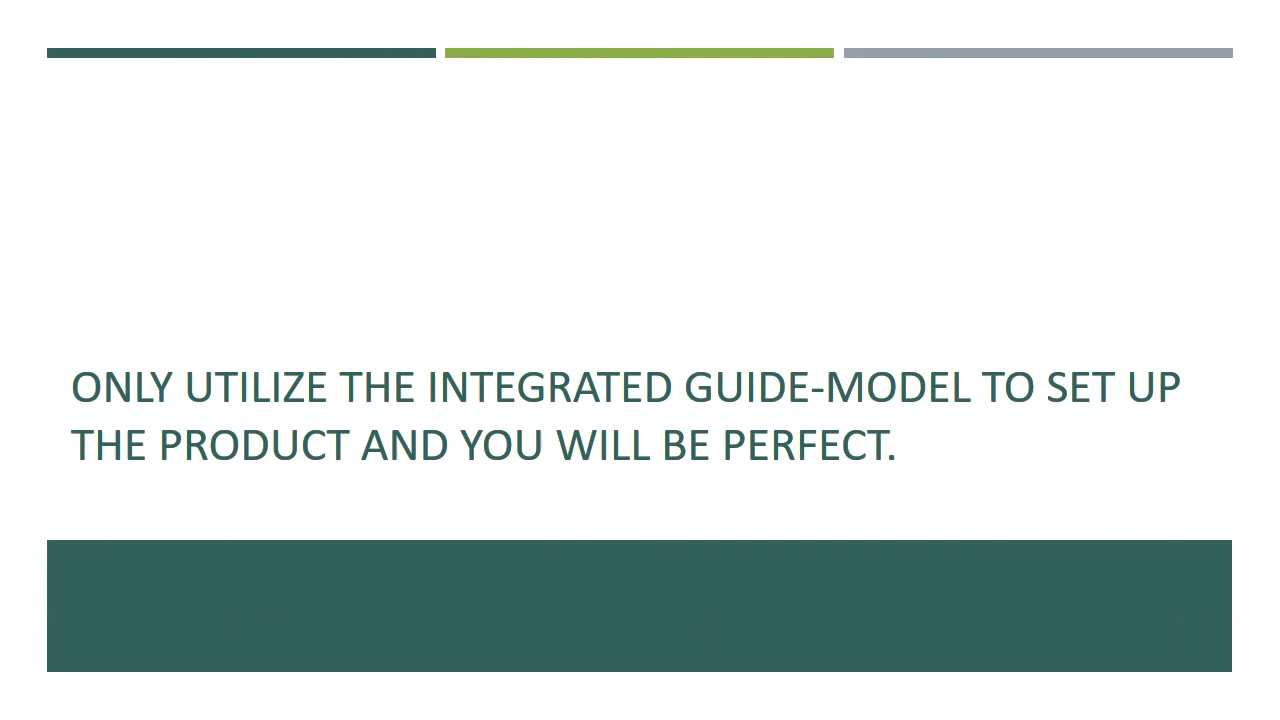 ONLY UTILIZE THE INTEGRATED GUIDE-MODEL TO SET UP
THE PRODUCT AND YOU WILL BE PERFECT.